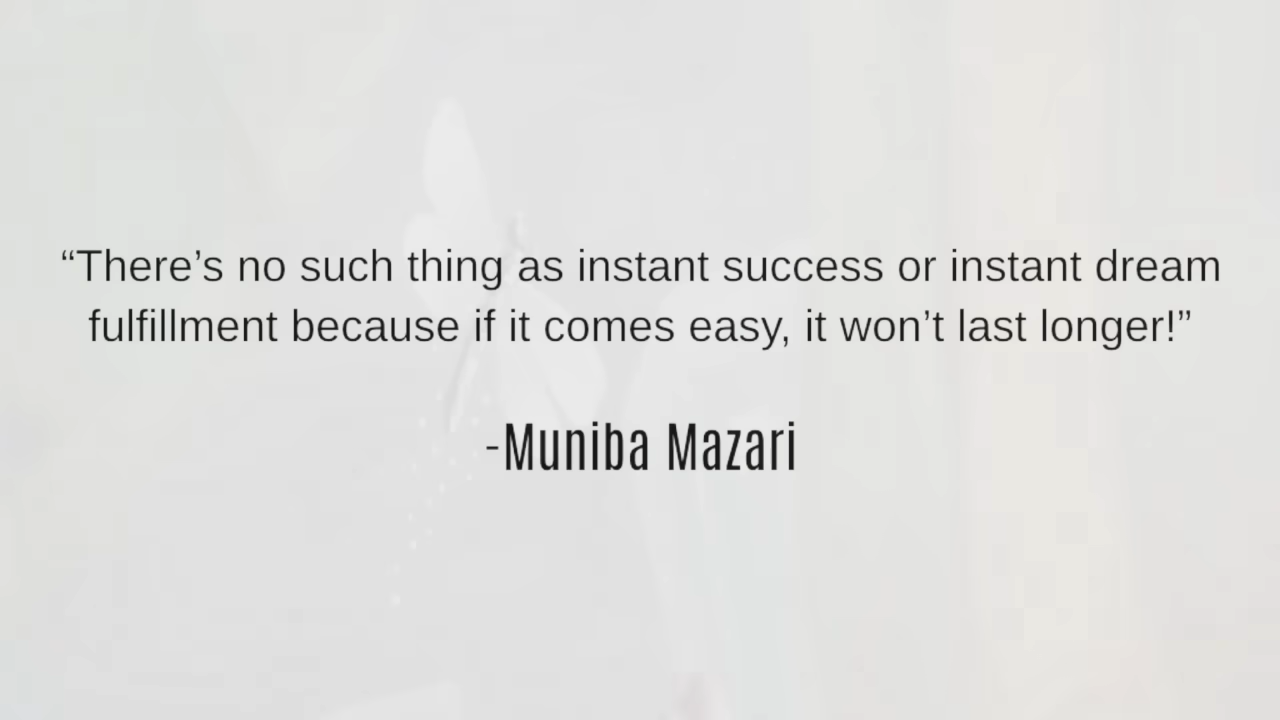 “There’s no such thing as instant success or instant dream
fulfillment because if it comes easy, it won’t last longer!”
-Muniba Mazari